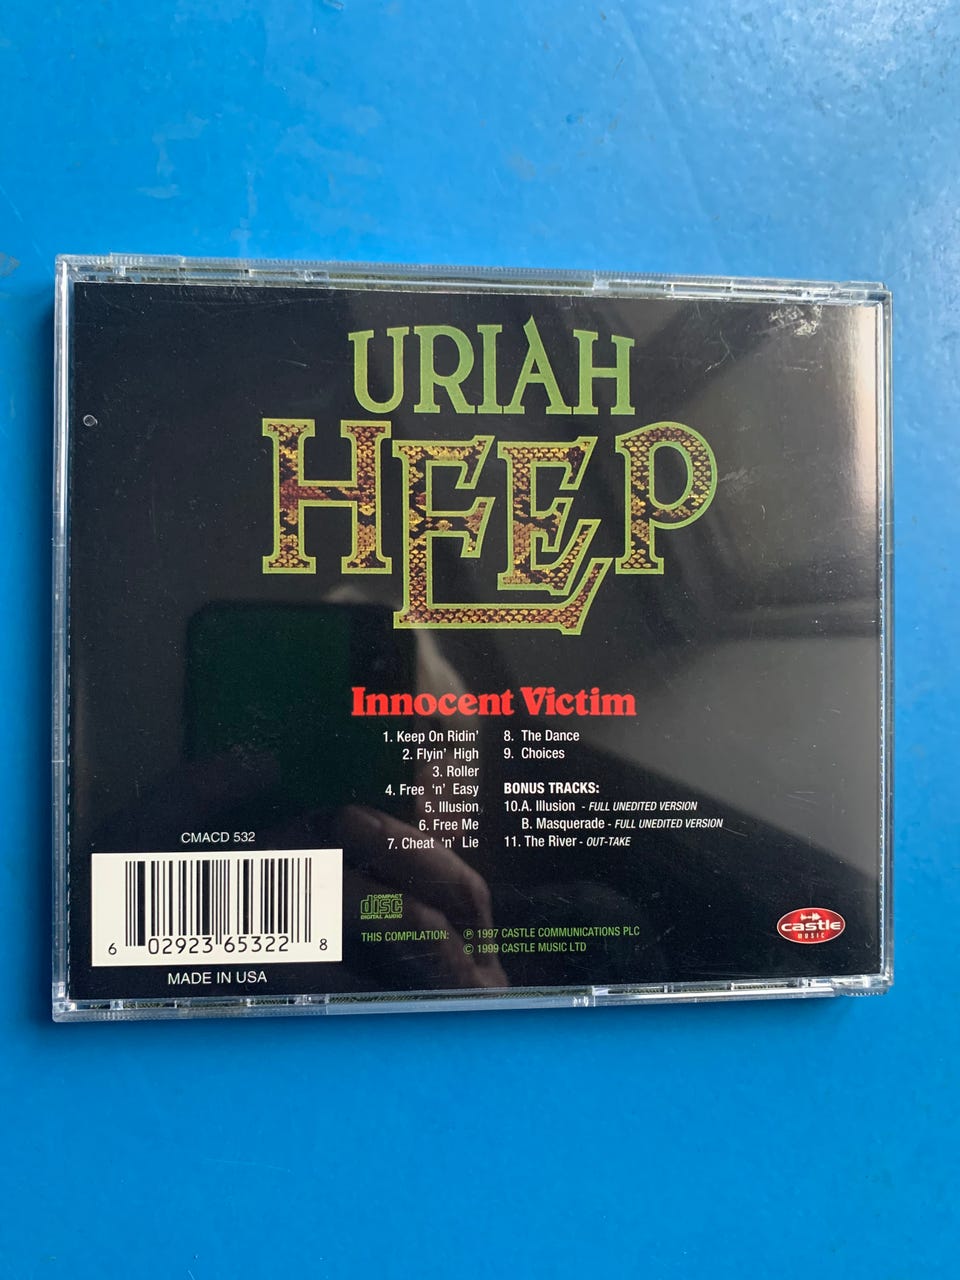 URIAH
HEEP
Innocent Victim
1. Keep On Ridin'
2. Flyin' High
3. Roller
4. Free 'n' Easy
5. Illusion
6. Free Me
7. Cheat 'n' Lie
8. The Dance
9. Choices
BONUS TRACKS:
10.A. Illusion - FULL UNEDITED VERSION
B. Masquerade - FULL UNEDITED VERSION
11. The River - OUT-TAKE
CMACD 532
6 02923 65322 8
MADE IN USA
COMPACT
disc
DIGITAL AUDIO
THIS COMPILATION: ℗ 1997 CASTLE COMMUNICATIONS PLC
© 1999 CASTLE MUSIC LTD
castle
MUSIC